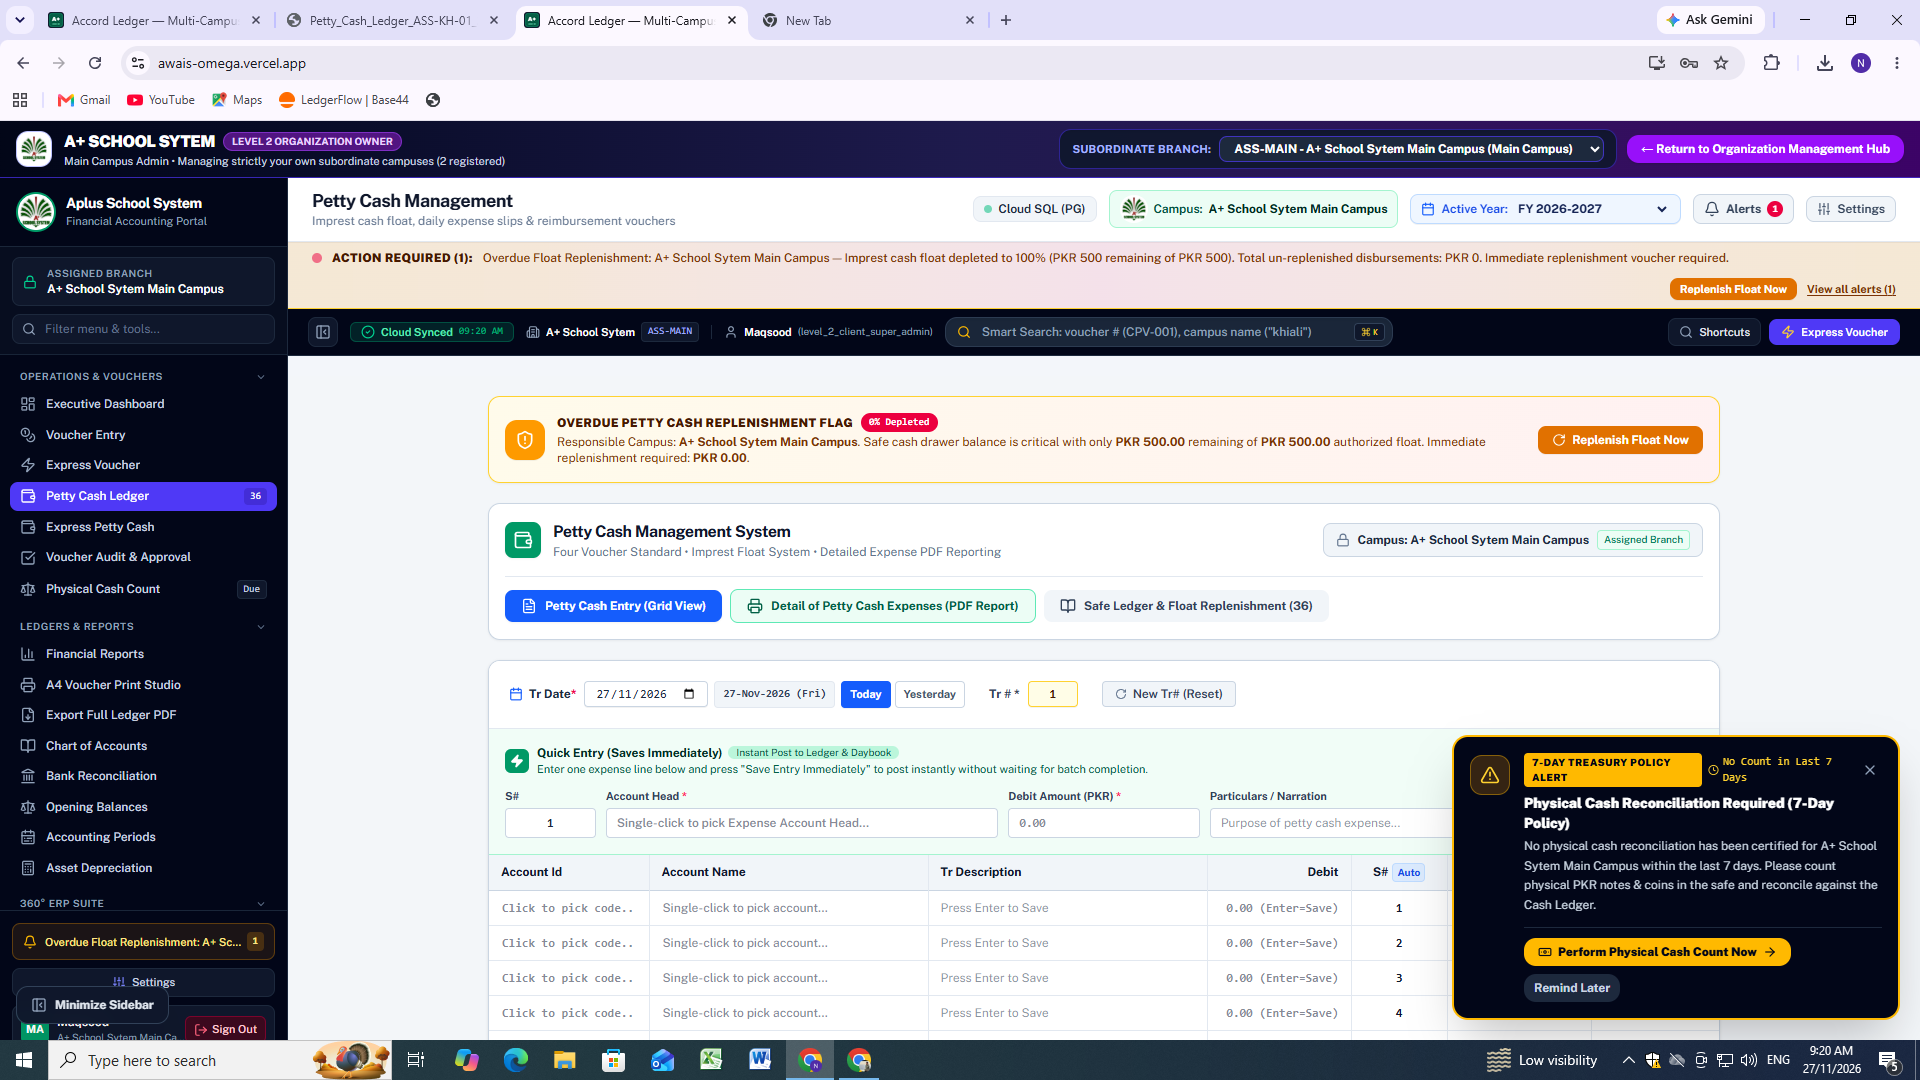 Accord Ledger — Multi-Campu
Petty_Cash_Ledger_ASS-KH-01_
Accord Ledger — Multi-Campu
New Tab
Ask Gemini
awais-omega.vercel.app
N
Gmail
YouTube
Maps
LedgerFlow | Base44
A+ SCHOOL SYTEM
LEVEL 2 ORGANIZATION OWNER
Main Campus Admin • Managing strictly your own subordinate campuses (2 registered)
SUBORDINATE BRANCH:
ASS-MAIN - A+ School Sytem Main Campus (Main Campus)
← Return to Organization Management Hub
Aplus School System
Financial Accounting Portal
Petty Cash Management
Imprest cash float, daily expense slips & reimbursement vouchers
Cloud SQL (PG)
Campus: A+ School Sytem Main Campus
Active Year: FY 2026-2027
Alerts 1
Settings
ACTION REQUIRED (1): Overdue Float Replenishment: A+ School Sytem Main Campus — Imprest cash float depleted to 100% (PKR 500 remaining of PKR 500). Total un-replenished disbursements: PKR 0. Immediate replenishment voucher required.
Replenish Float Now
View all alerts (1)
Cloud Synced 09:20 AM
A+ School Sytem ASS-MAIN
Maqsood (level_2_client_super_admin)
Smart Search: voucher # (CPV-001), campus name ("khiali")
⌘K
Shortcuts
Express Voucher
ASSIGNED BRANCH
A+ School Sytem Main Campus
Filter menu & tools...
OPERATIONS & VOUCHERS
Executive Dashboard
Voucher Entry
Express Voucher
Petty Cash Ledger 36
Express Petty Cash
Voucher Audit & Approval
Physical Cash Count Due
LEDGERS & REPORTS
Financial Reports
A4 Voucher Print Studio
Export Full Ledger PDF
Chart of Accounts
Bank Reconciliation
Opening Balances
Accounting Periods
Asset Depreciation
360° ERP SUITE
Overdue Float Replenishment: A+ Sc... 1
Settings
Minimize Sidebar
MA
Maqsood
A+ School Sytem Main Ca
Sign Out
OVERDUE PETTY CASH REPLENISHMENT FLAG
0% Depleted
Responsible Campus: A+ School Sytem Main Campus. Safe cash drawer balance is critical with only PKR 500.00 remaining of PKR 500.00 authorized float. Immediate
replenishment required: PKR 0.00.
Replenish Float Now
Petty Cash Management System
Four Voucher Standard • Imprest Float System • Detailed Expense PDF Reporting
Campus: A+ School Sytem Main Campus
Assigned Branch
Petty Cash Entry (Grid View)
Detail of Petty Cash Expenses (PDF Report)
Safe Ledger & Float Replenishment (36)
Tr Date*
27/11/2026
27-Nov-2026 (Fri)
Today
Yesterday
Tr # *
1
New Tr# (Reset)
Quick Entry (Saves Immediately)
Instant Post to Ledger & Daybook
Enter one expense line below and press "Save Entry Immediately" to post instantly without waiting for batch completion.
S#
Account Head *
Debit Amount (PKR) *
Particulars / Narration
1
Single-click to pick Expense Account Head...
0.00
Purpose of petty cash expense...
Account Id
Account Name
Tr Description
Debit
S# Auto
Click to pick code.. Single-click to pick account... Press Enter to Save 0.00 (Enter=Save) 1
Click to pick code.. Single-click to pick account... Press Enter to Save 0.00 (Enter=Save) 2
Click to pick code.. Single-click to pick account... Press Enter to Save 0.00 (Enter=Save) 3
Click to pick code.. Single-click to pick account... Press Enter to Save 0.00 (Enter=Save) 4
7-DAY TREASURY POLICY
ALERT
No Count in Last 7
Days
Physical Cash Reconciliation Required (7-Day
Policy)
No physical cash reconciliation has been certified for A+ School
Sytem Main Campus within the last 7 days. Please count
physical PKR notes & coins in the safe and reconcile against the
Cash Ledger.
Perform Physical Cash Count Now →
Remind Later
Type here to search
Low visibility
ENG
9:20 AM
27/11/2026
5